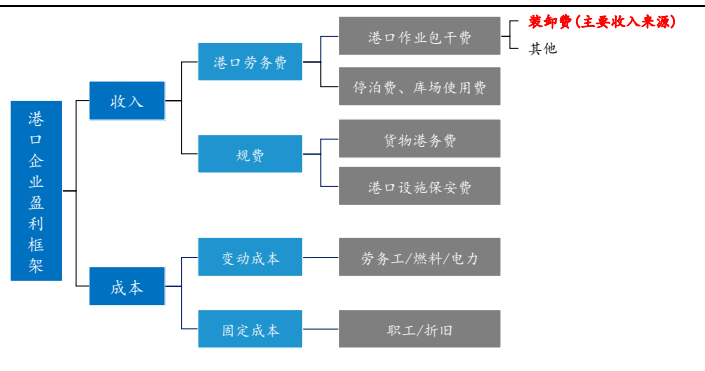 港口企业盈利框架
收入
港口劳务费
港口作业包干费
装卸费(主要收入来源)
其他
停泊费、库场使用费
规费
货物港务费
港口设施保安费
成本
变动成本
劳务工/燃料/电力
固定成本
职工/折旧